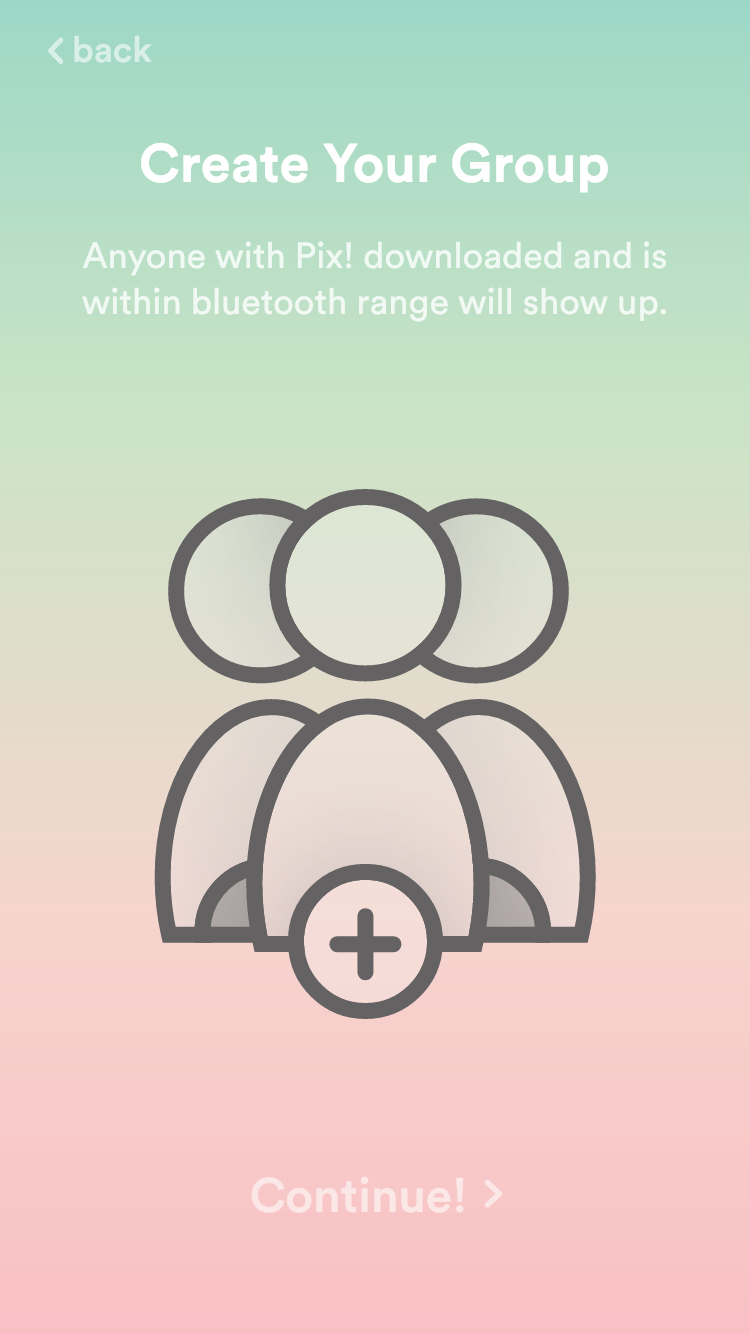 back
Create Your Group
Anyone with Pix! downloaded and is
within bluetooth range will show up.
Continue!